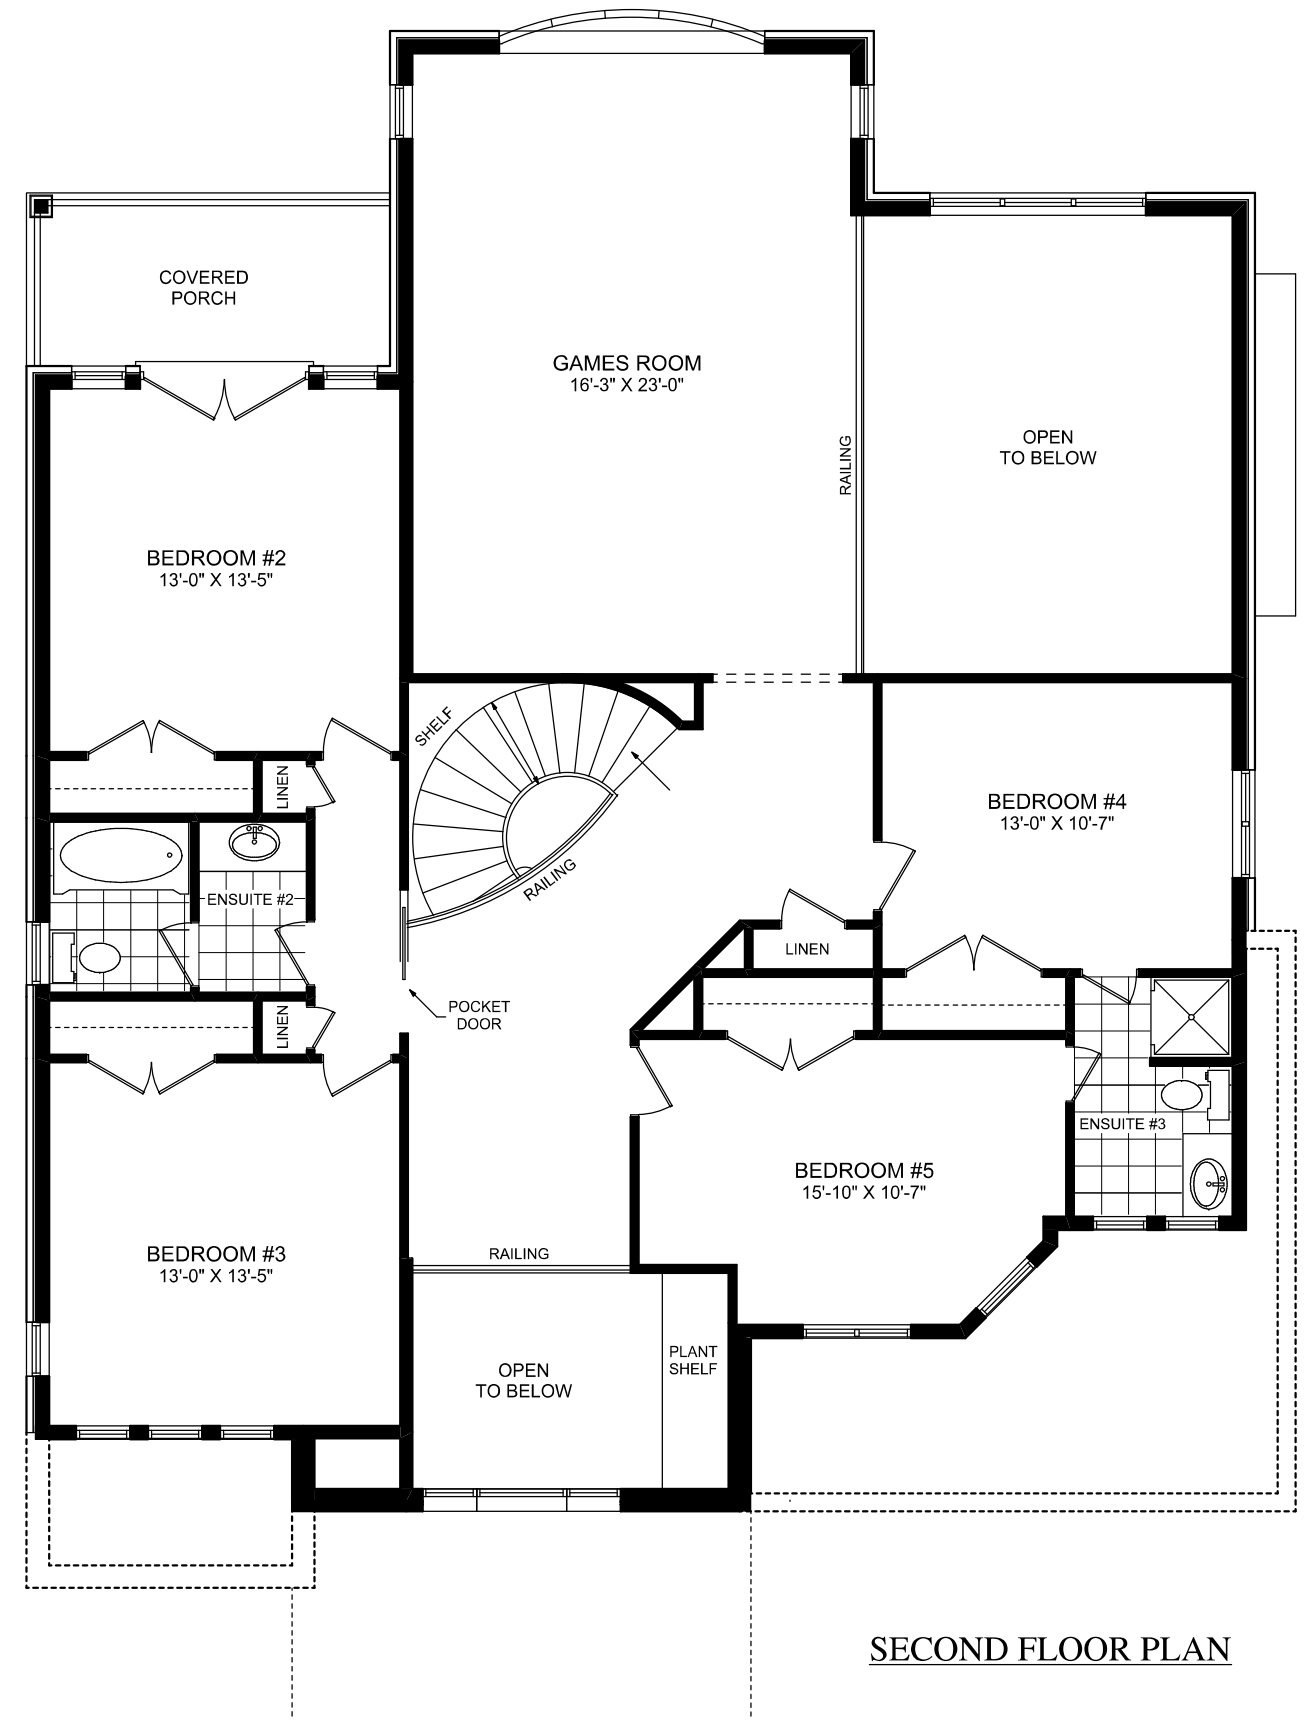 COVERED
PORCH
GAMES ROOM
16'-3" X 23'-0"
RAILING
OPEN
TO BELOW
BEDROOM #2
13'-0" X 13'-5"
SHELF
LINEN
RAILING
BEDROOM #4
13'-0" X 10'-7"
ENSUITE #2
LINEN
LINEN
POCKET
DOOR
ENSUITE #3
BEDROOM #5
15'-10" X 10'-7"
BEDROOM #3
13'-0" X 13'-5"
RAILING
OPEN
TO BELOW
PLANT
SHELF
SECOND FLOOR PLAN